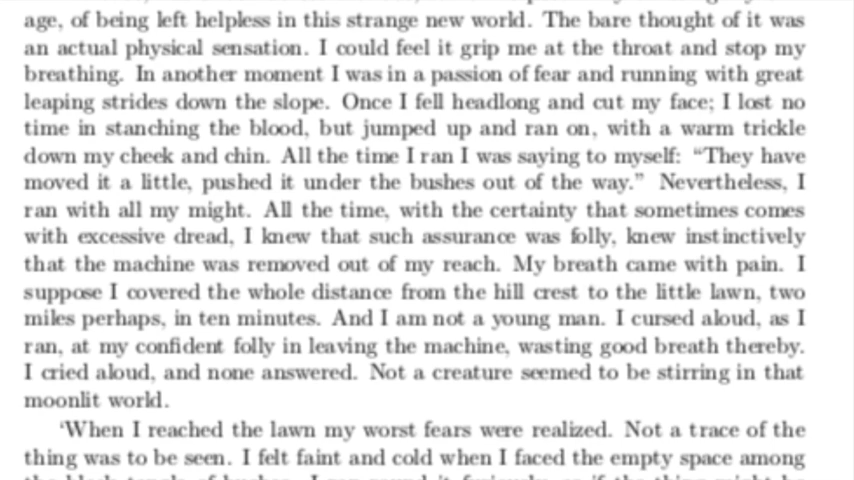 age, of being left helpless in this strange new world. The bare thought of it was
an actual physical sensation. I could feel it grip me at the throat and stop my
breathing. In another moment I was in a passion of fear and running with great
leaping strides down the slope. Once I fell headlong and cut my face; I lost no
time in stanching the blood, but jumped up and ran on, with a warm trickle
down my cheek and chin. All the time I ran I was saying to myself: “They have
moved it a little, pushed it under the bushes out of the way.” Nevertheless, I
ran with all my might. All the time, with the certainty that sometimes comes
with excessive dread, I knew that such assurance was folly, knew instinctively
that the machine was removed out of my reach. My breath came with pain. I
suppose I covered the whole distance from the hill crest to the little lawn, two
miles perhaps, in ten minutes. And I am not a young man. I cursed aloud, as I
ran, at my confident folly in leaving the machine, wasting good breath thereby.
I cried aloud, and none answered. Not a creature seemed to be stirring in that
moonlit world.
‘When I reached the lawn my worst fears were realized. Not a trace of the
thing was to be seen. I felt faint and cold when I faced the empty space among